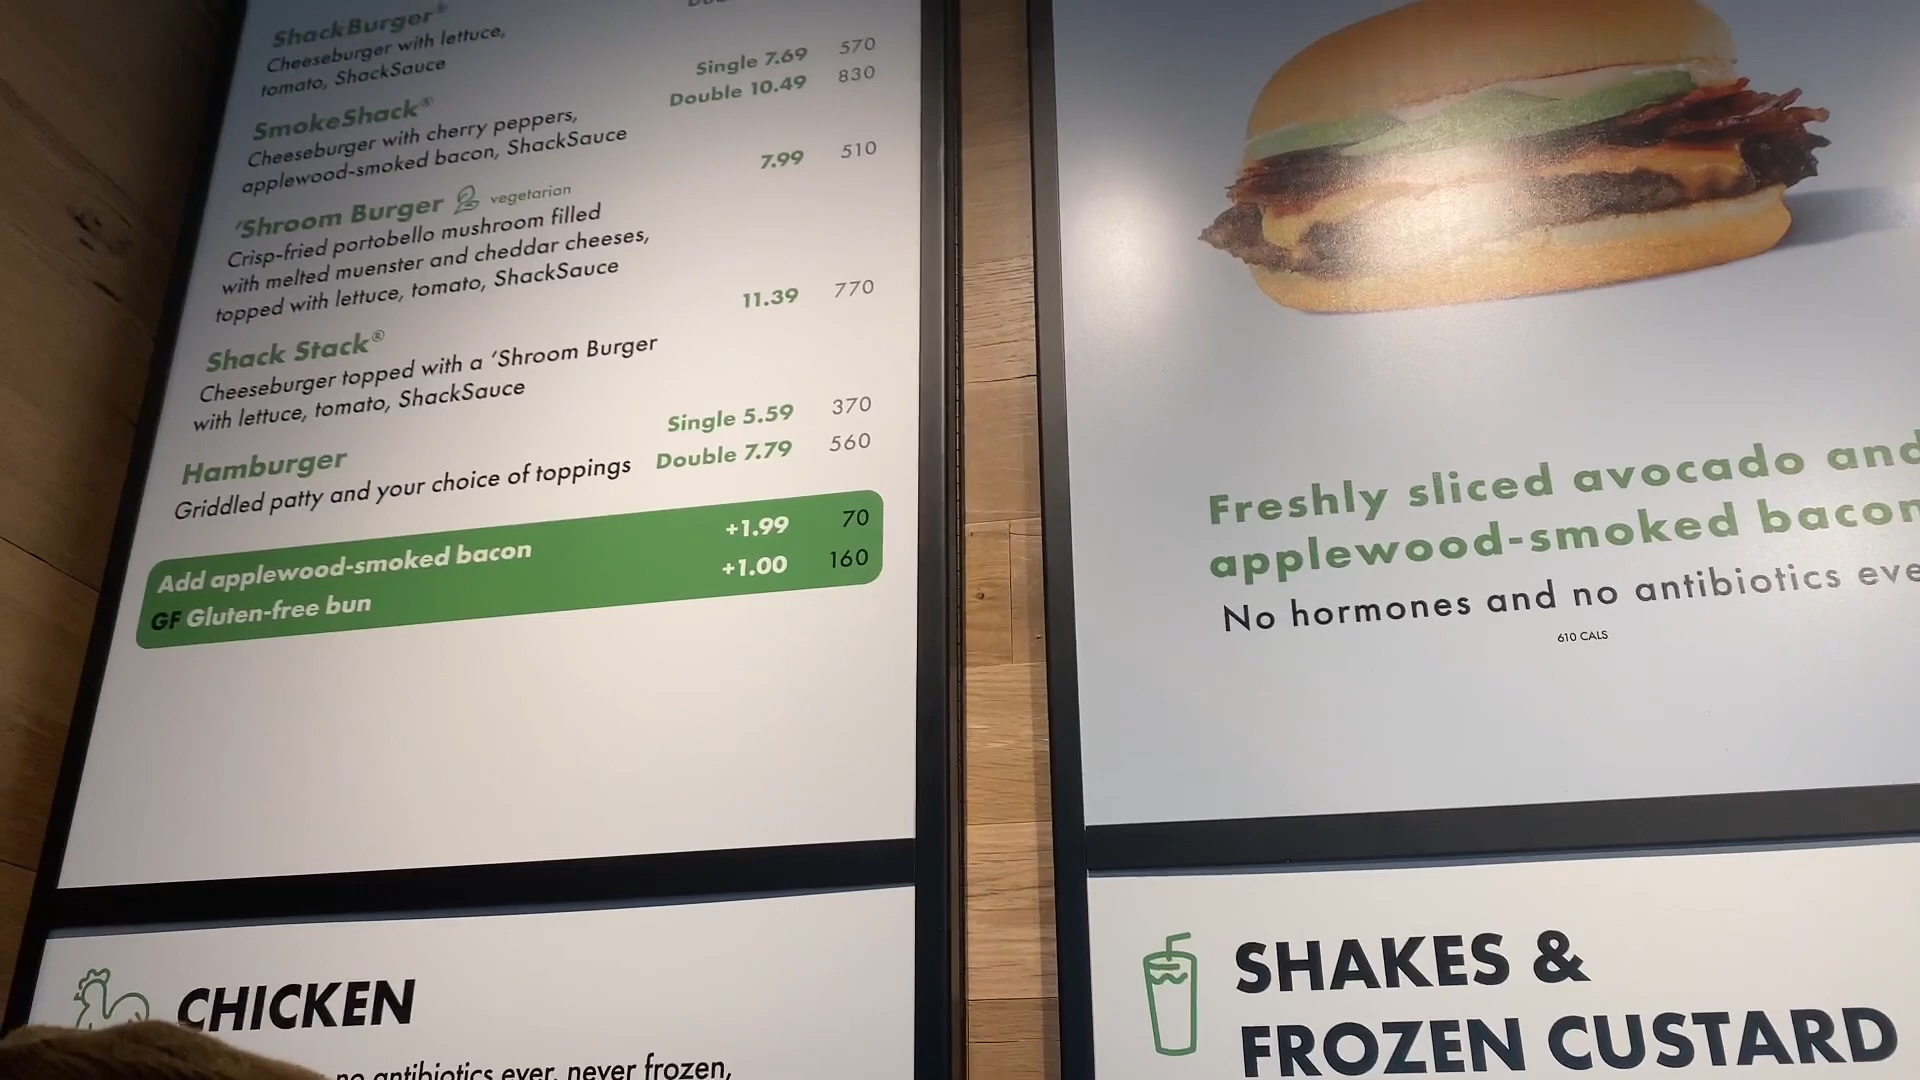 ShackBurger®
Cheeseburger with lettuce,
tomato, ShackSauce
SmokeShack® Single 7.69 570
Cheeseburger with cherry peppers, Double 10.49 830
applewood-smoked bacon, ShackSauce
'Shroom Burger vegetarian 7.99 510
Crisp-fried portobello mushroom filled
with melted muenster and cheddar cheeses,
topped with lettuce, tomato, ShackSauce
Shack Stack® 11.39 770
Cheeseburger topped with a 'Shroom Burger
with lettuce, tomato, ShackSauce
Hamburger Single 5.59 370
Griddled patty and your choice of toppings Double 7.79 560
Add applewood-smoked bacon +1.99 70
GF Gluten-free bun +1.00 160
CHICKEN
no antibiotics ever, never frozen,
Freshly sliced avocado and
applewood-smoked bacon
No hormones and no antibiotics eve
610 CALS
SHAKES &
FROZEN CUSTARD